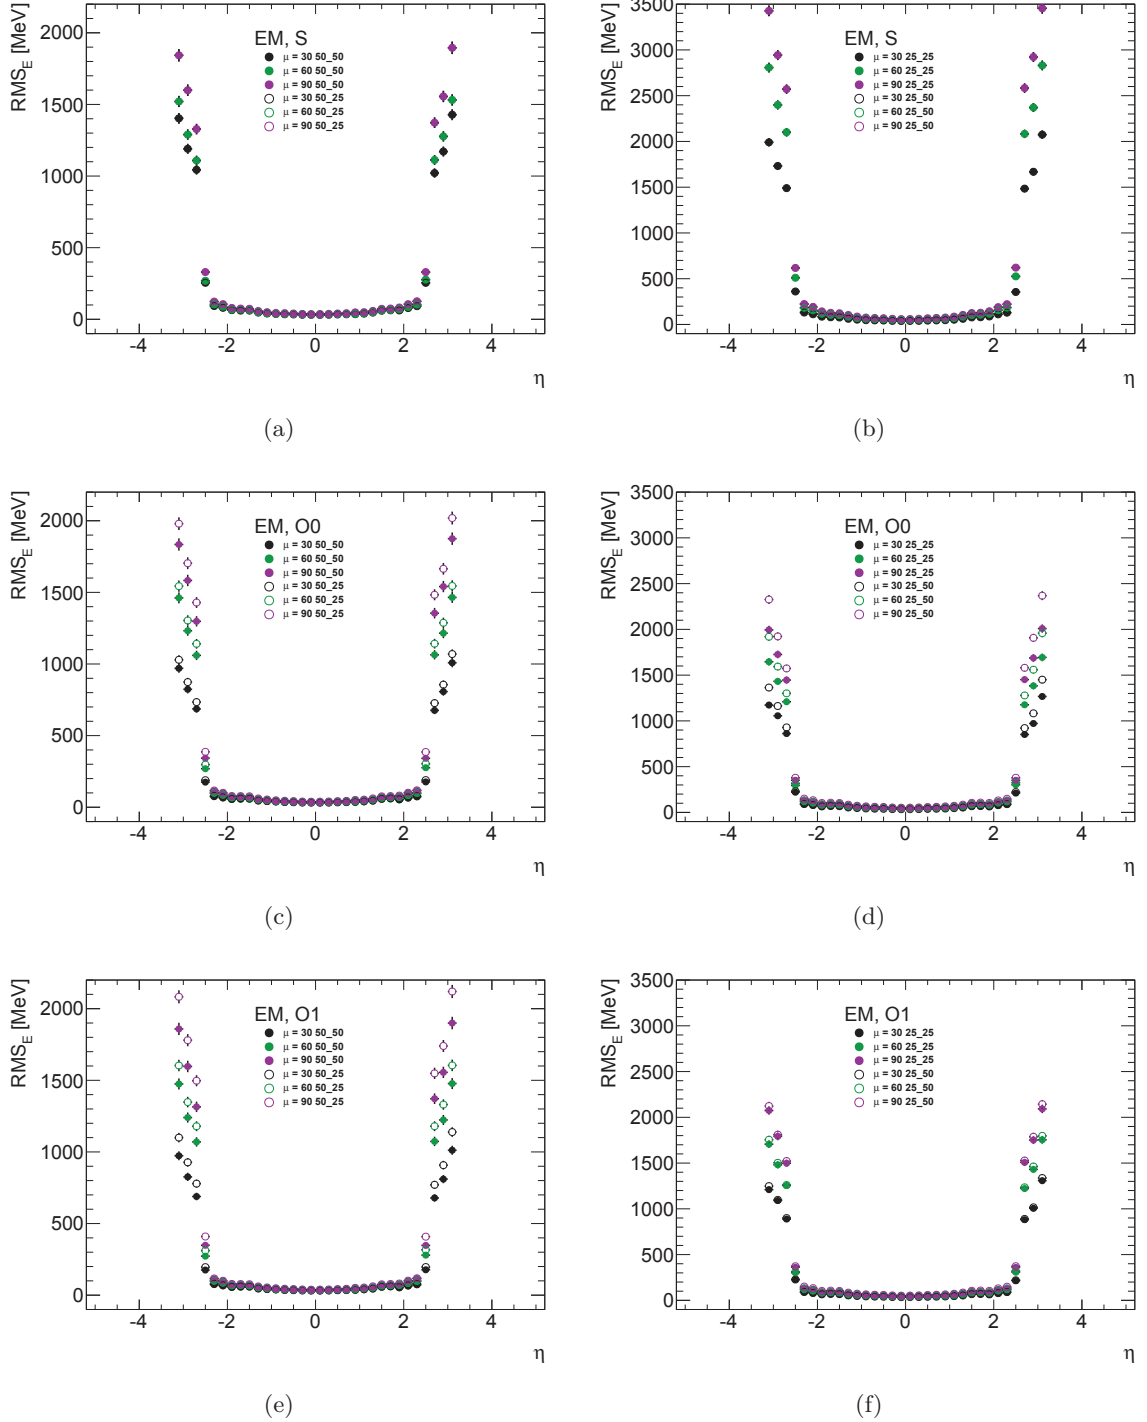 EM, S
μ = 30 50_50
μ = 60 50_50
μ = 90 50_50
μ = 30 50_25
μ = 60 50_25
μ = 90 50_25
RMS_E [MeV]
2000
1500
1000
500
0
-4 -2 0 2 4
η
(a)
EM, S
μ = 30 25_25
μ = 60 25_25
μ = 90 25_25
μ = 30 25_50
μ = 60 25_50
μ = 90 25_50
RMS_E [MeV]
3500
3000
2500
2000
1500
1000
500
0
-4 -2 0 2 4
η
(b)
EM, O0
μ = 30 50_50
μ = 60 50_50
μ = 90 50_50
μ = 30 50_25
μ = 60 50_25
μ = 90 50_25
RMS_E [MeV]
2000
1500
1000
500
0
-4 -2 0 2 4
η
(c)
EM, O0
μ = 30 25_25
μ = 60 25_25
μ = 90 25_25
μ = 30 25_50
μ = 60 25_50
μ = 90 25_50
RMS_E [MeV]
3500
3000
2500
2000
1500
1000
500
0
-4 -2 0 2 4
η
(d)
EM, O1
μ = 30 50_50
μ = 60 50_50
μ = 90 50_50
μ = 30 50_25
μ = 60 50_25
μ = 90 50_25
RMS_E [MeV]
2000
1500
1000
500
0
-4 -2 0 2 4
η
(e)
EM, O1
μ = 30 25_25
μ = 60 25_25
μ = 90 25_25
μ = 30 25_50
μ = 60 25_50
μ = 90 25_50
RMS_E [MeV]
3500
3000
2500
2000
1500
1000
500
0
-4 -2 0 2 4
η
(f)